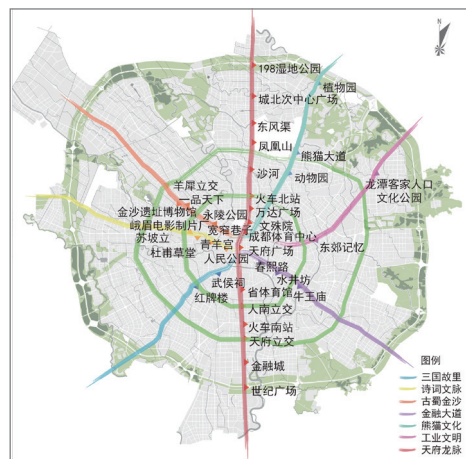 198湿地公园
植物园
城北次中心广场
东风渠
凤凰山
熊猫大道
沙河
动物园
羊犀立交
一品天下
火车北站
龙潭客家人口
文化公园
金沙遗址博物馆
永陵公园
万达广场
峨眉电影制片厂
宽窄巷子
文殊院
苏坡立
青羊宫
成都体育中心
杜甫草堂
天府广场
东郊记忆
人民公园
春熙路
武侯祠
水井坊
红牌楼
省体育馆
牛王庙
人南立交
火车南站
天府立交
金融城
世纪广场
图例
三国故里
诗词文脉
古蜀金沙
金融大道
熊猫文化
工业文明
天府龙脉